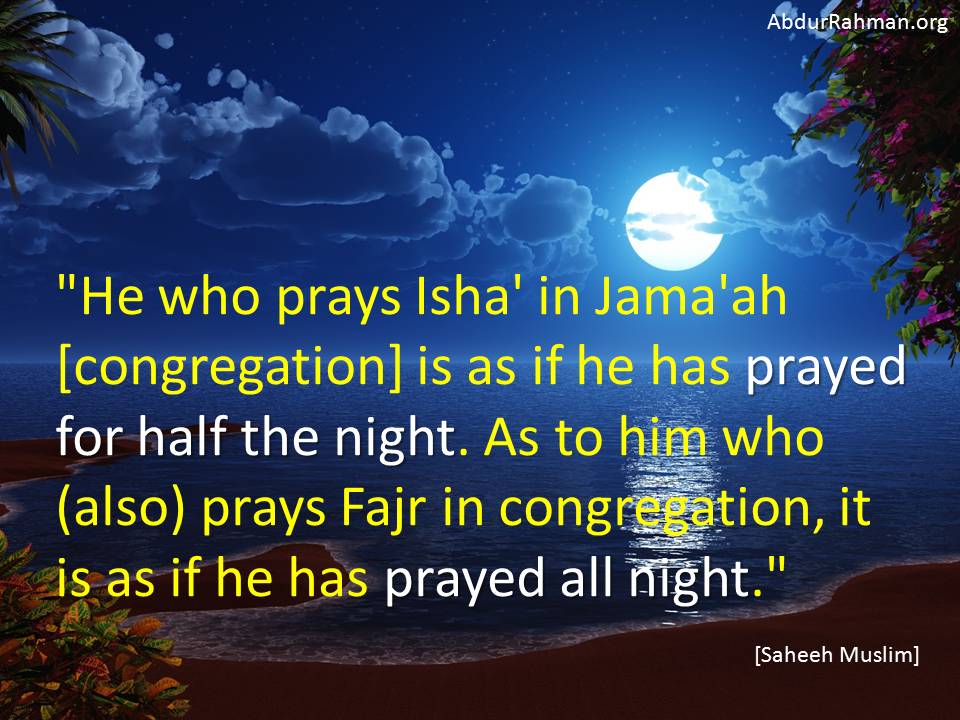 AbdurRahman.org
"He who prays Isha' in Jama'ah
[congregation] is as if he has prayed
for half the night. As to him who
(also) prays Fajr in congregation, it
is as if he has prayed all night."
[Saheeh Muslim]